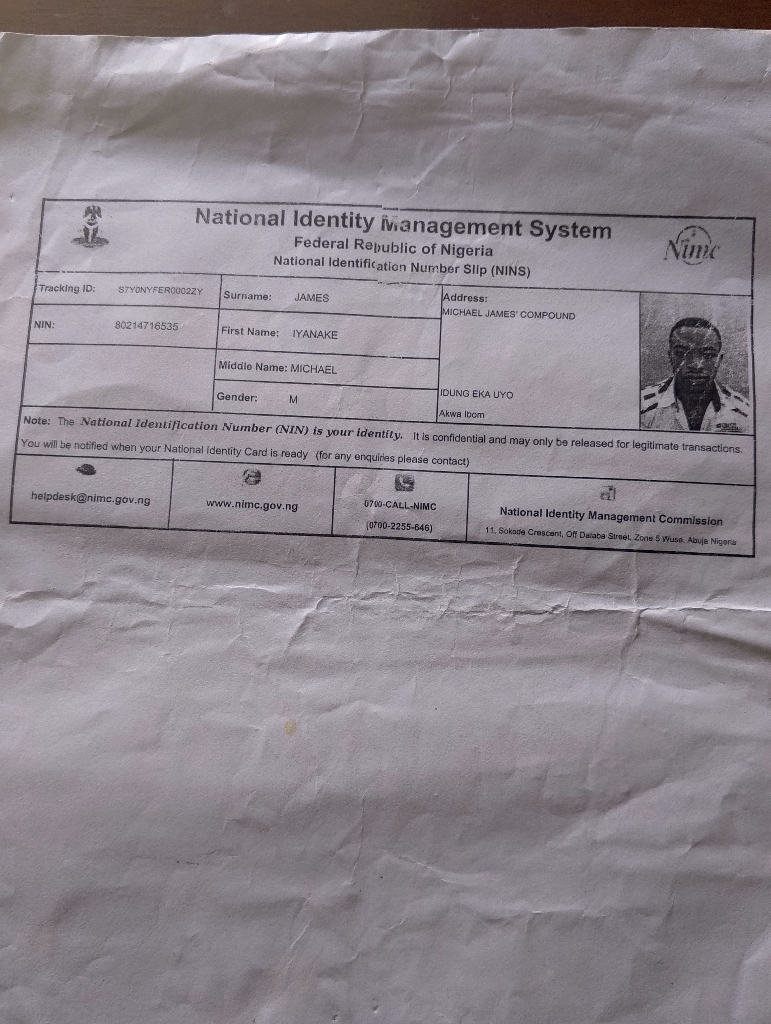 National Identity Management System
Federal Republic of Nigeria
National Identification Number Slip (NINS)
Nimc
Tracking ID: S7Y0NYFER0002ZY
Surname: JAMES
Address:
MICHAEL JAMES' COMPOUND
NIN: 80214716535
First Name: IYANAKE
Middle Name: MICHAEL
IDUNG EKA UYO
Gender: M
Akwa Ibom
Note: The National Identification Number (NIN) is your identity. It is confidential and may only be released for legitimate transactions.
You will be notified when your National Identity Card is ready (for any enquiries please contact)
helpdesk@nimc.gov.ng
www.nimc.gov.ng
0700-CALL-NIMC
(0700-2255-646)
National Identity Management Commission
11, Sokode Crescent, Off Dalaba Street, Zone 5 Wuse, Abuja Nigeria